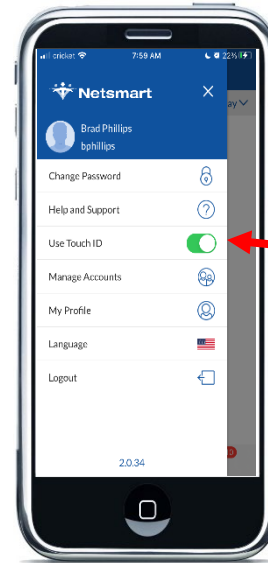 cricket 7:59 AM 22%
Netsmart
ay
Brad Phillips
bphillips
Change Password
Help and Support
Use Touch ID
Manage Accounts
My Profile
Language
Logout
2.0.34